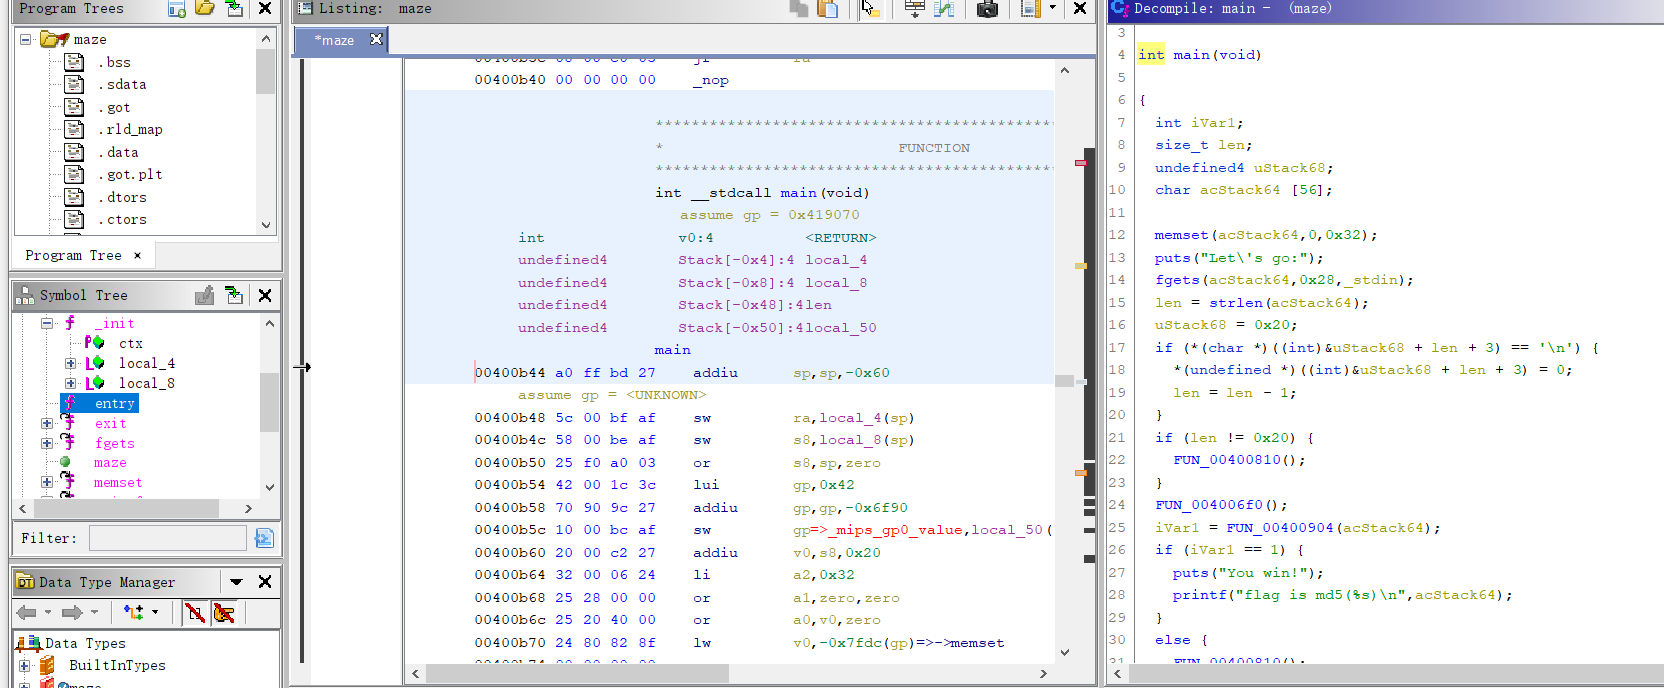 Program Trees
maze
.bss
.sdata
.got
.rld_map
.data
.got.plt
.dtors
.ctors
Program Tree ×
Symbol Tree
_init
ctx
local_4
local_8
entry
exit
fgets
maze
memset
Filter:
Data Type Manager
Data Types
BuiltInTypes
maze
Listing: maze
*maze
00400b40 00 00 00 00 _nop
*******************************************
* FUNCTION
*******************************************
int __stdcall main(void)
assume gp = 0x419070
int v0:4 <RETURN>
undefined4 Stack[-0x4]:4 local_4
undefined4 Stack[-0x8]:4 local_8
undefined4 Stack[-0x48]:4len
undefined4 Stack[-0x50]:4local_50
main
00400b44 a0 ff bd 27 addiu sp,sp,-0x60
assume gp = <UNKNOWN>
00400b48 5c 00 bf af sw ra,local_4(sp)
00400b4c 58 00 be af sw s8,local_8(sp)
00400b50 25 f0 a0 03 or s8,sp,zero
00400b54 42 00 1c 3c lui gp,0x42
00400b58 70 90 9c 27 addiu gp,gp,-0x6f90
00400b5c 10 00 bc af sw gp=>_mips_gp0_value,local_50(
00400b60 20 00 c2 27 addiu v0,s8,0x20
00400b64 32 00 06 24 li a2,0x32
00400b68 25 28 00 00 or a1,zero,zero
00400b6c 25 20 40 00 or a0,v0,zero
00400b70 24 80 82 8f lw v0,-0x7fdc(gp)=>->memset
Decompile: main - (maze)
3
4 int main(void)
5
6 {
7 int iVar1;
8 size_t len;
9 undefined4 uStack68;
10 char acStack64 [56];
11
12 memset(acStack64,0,0x32);
13 puts("Let\'s go:");
14 fgets(acStack64,0x28,_stdin);
15 len = strlen(acStack64);
16 uStack68 = 0x20;
17 if (*(char *)((int)&uStack68 + len + 3) == '\n') {
18 *(undefined *)((int)&uStack68 + len + 3) = 0;
19 len = len - 1;
20 }
21 if (len != 0x20) {
22 FUN_00400810();
23 }
24 FUN_004006f0();
25 iVar1 = FUN_00400904(acStack64);
26 if (iVar1 == 1) {
27 puts("You win!");
28 printf("flag is md5(%s)\n",acStack64);
29 }
30 else {
31 FUN_00400810();